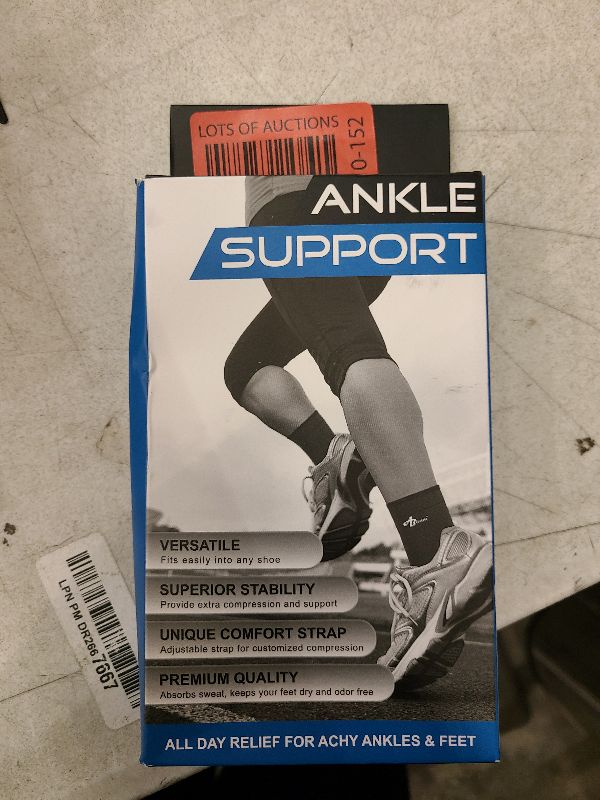 LOTS OF AUCTIONS
0-152
ANKLE
SUPPORT
VERSATILE
Fits easily into any shoe
SUPERIOR STABILITY
Provide extra compression and support
UNIQUE COMFORT STRAP
Adjustable strap for customized compression
PREMIUM QUALITY
Absorbs sweat, keeps your feet dry and odor free
ALL DAY RELIEF FOR ACHY ANKLES & FEET
LPN PM DR266 7667